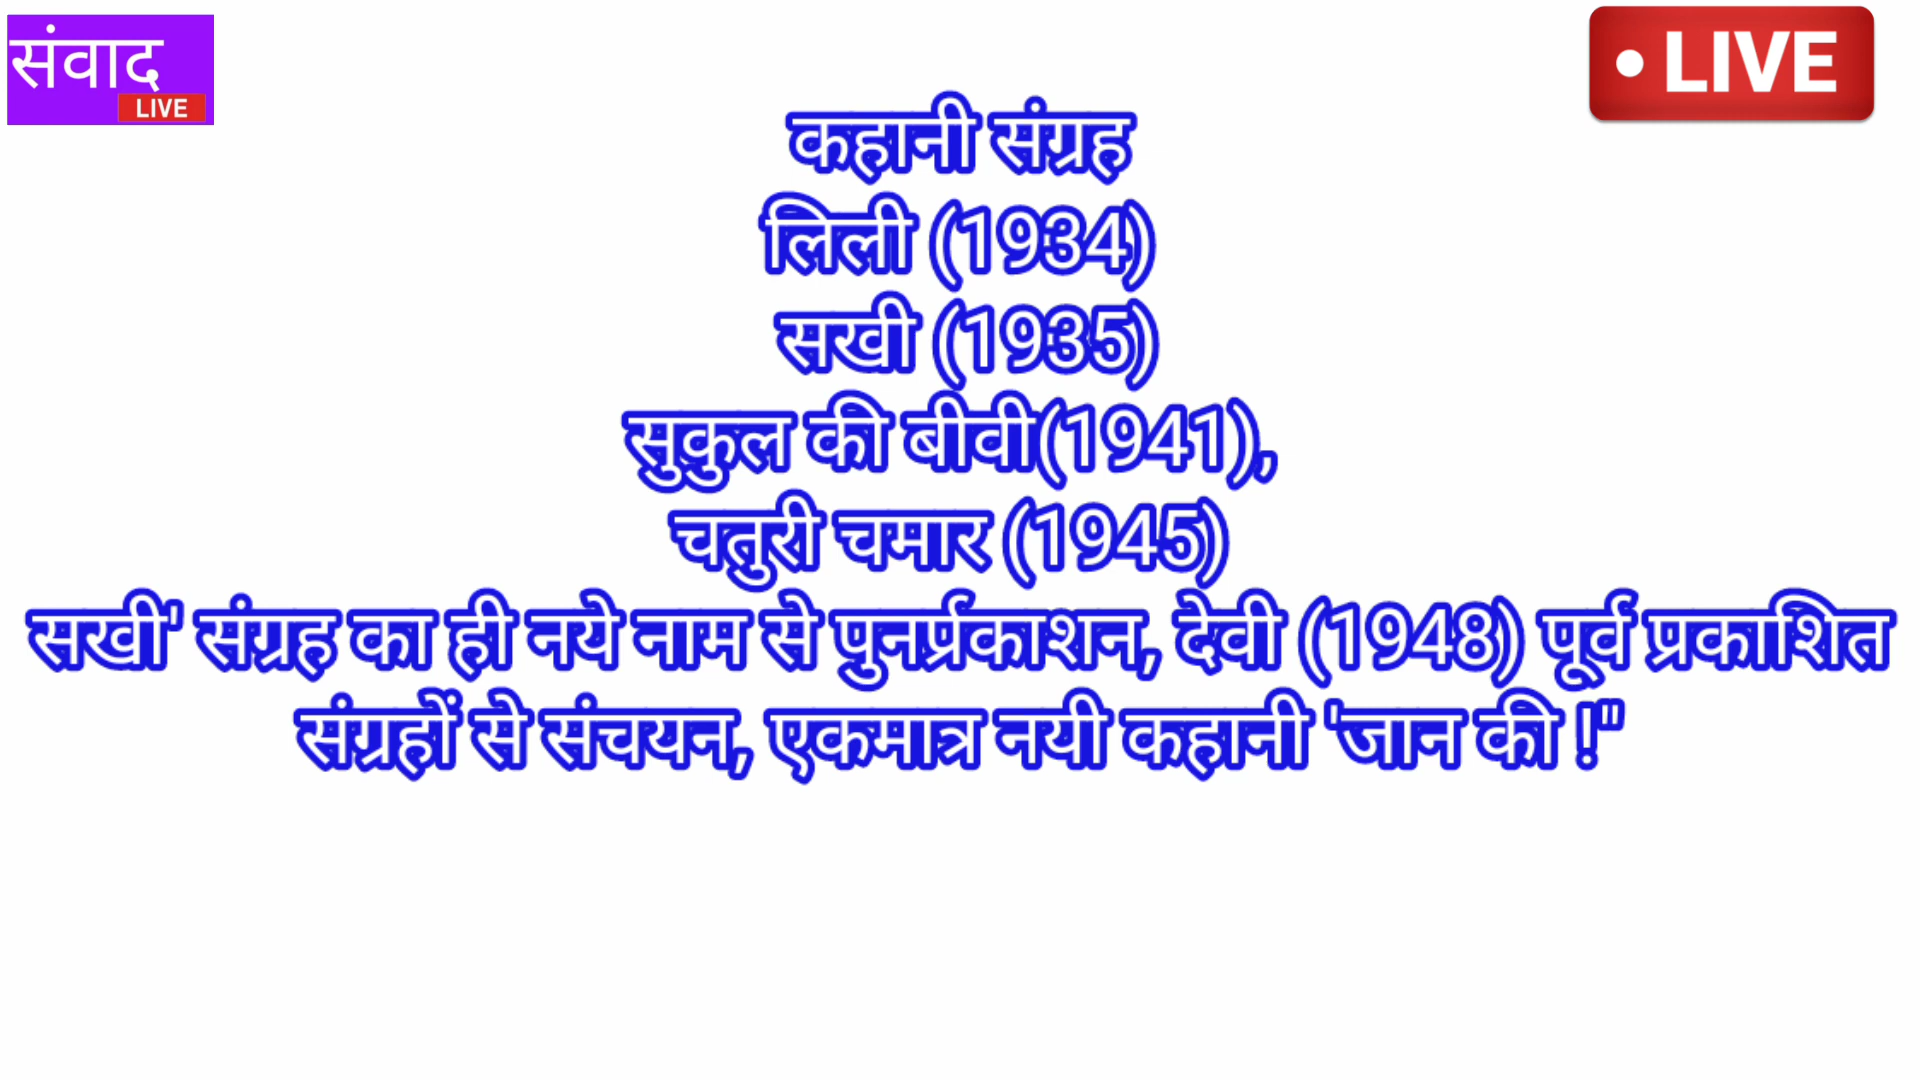 संवाद
LIVE
• LIVE
कहानी संग्रह
लिली (1934)
सखी (1935)
सुकुल की बीवी(1941),
चतुरी चमार (1945)
सखी' संग्रह का ही नये नाम से पुनर्प्रकाशन, देवी (1948) पूर्व प्रकाशित
संग्रहों से संचयन, एकमात्र नयी कहानी 'जान की !"